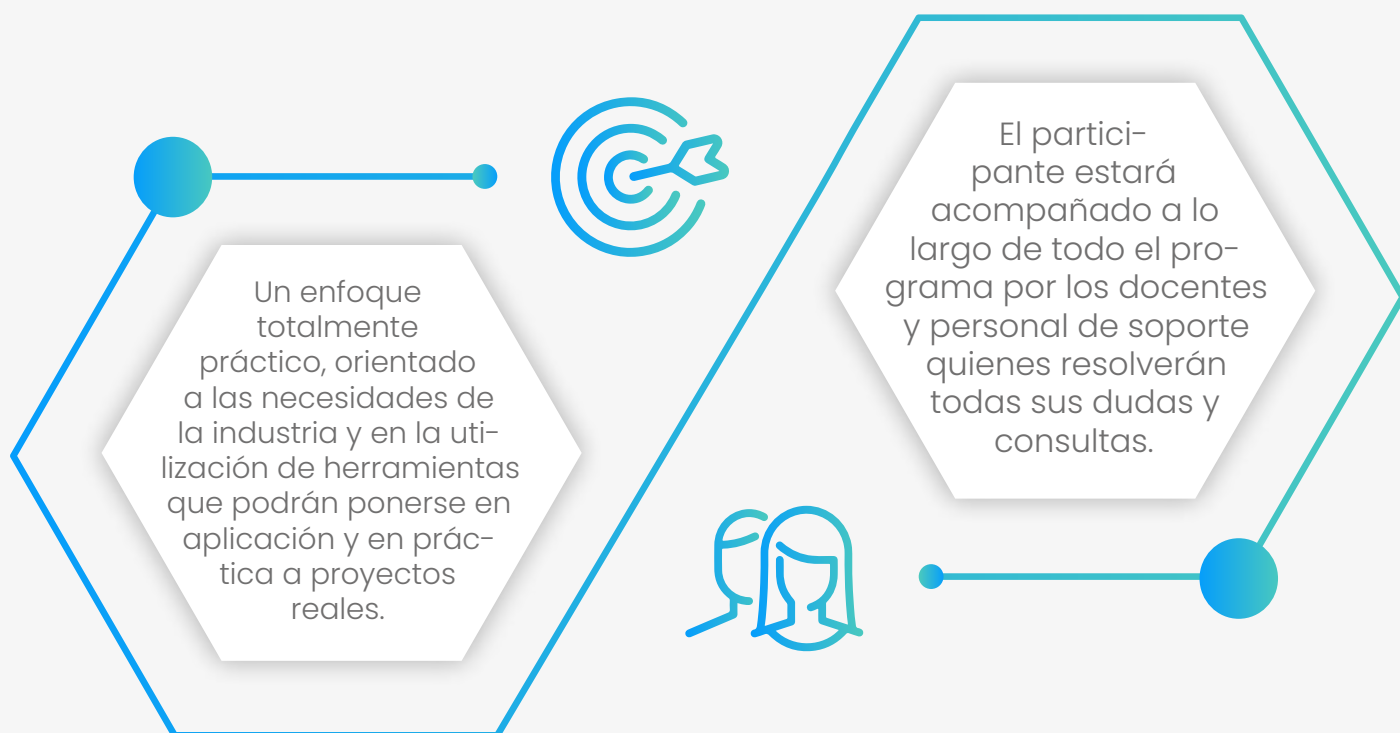 Un enfoque
totalmente
práctico, orientado
a las necesidades de
la industria y en la uti-
lización de herramientas
que podrán ponerse en
aplicación y en prác-
tica a proyectos
reales.
El partici-
pante estará
acompañado a lo
largo de todo el pro-
grama por los docentes
y personal de soporte
quienes resolverán
todas sus dudas y
consultas.